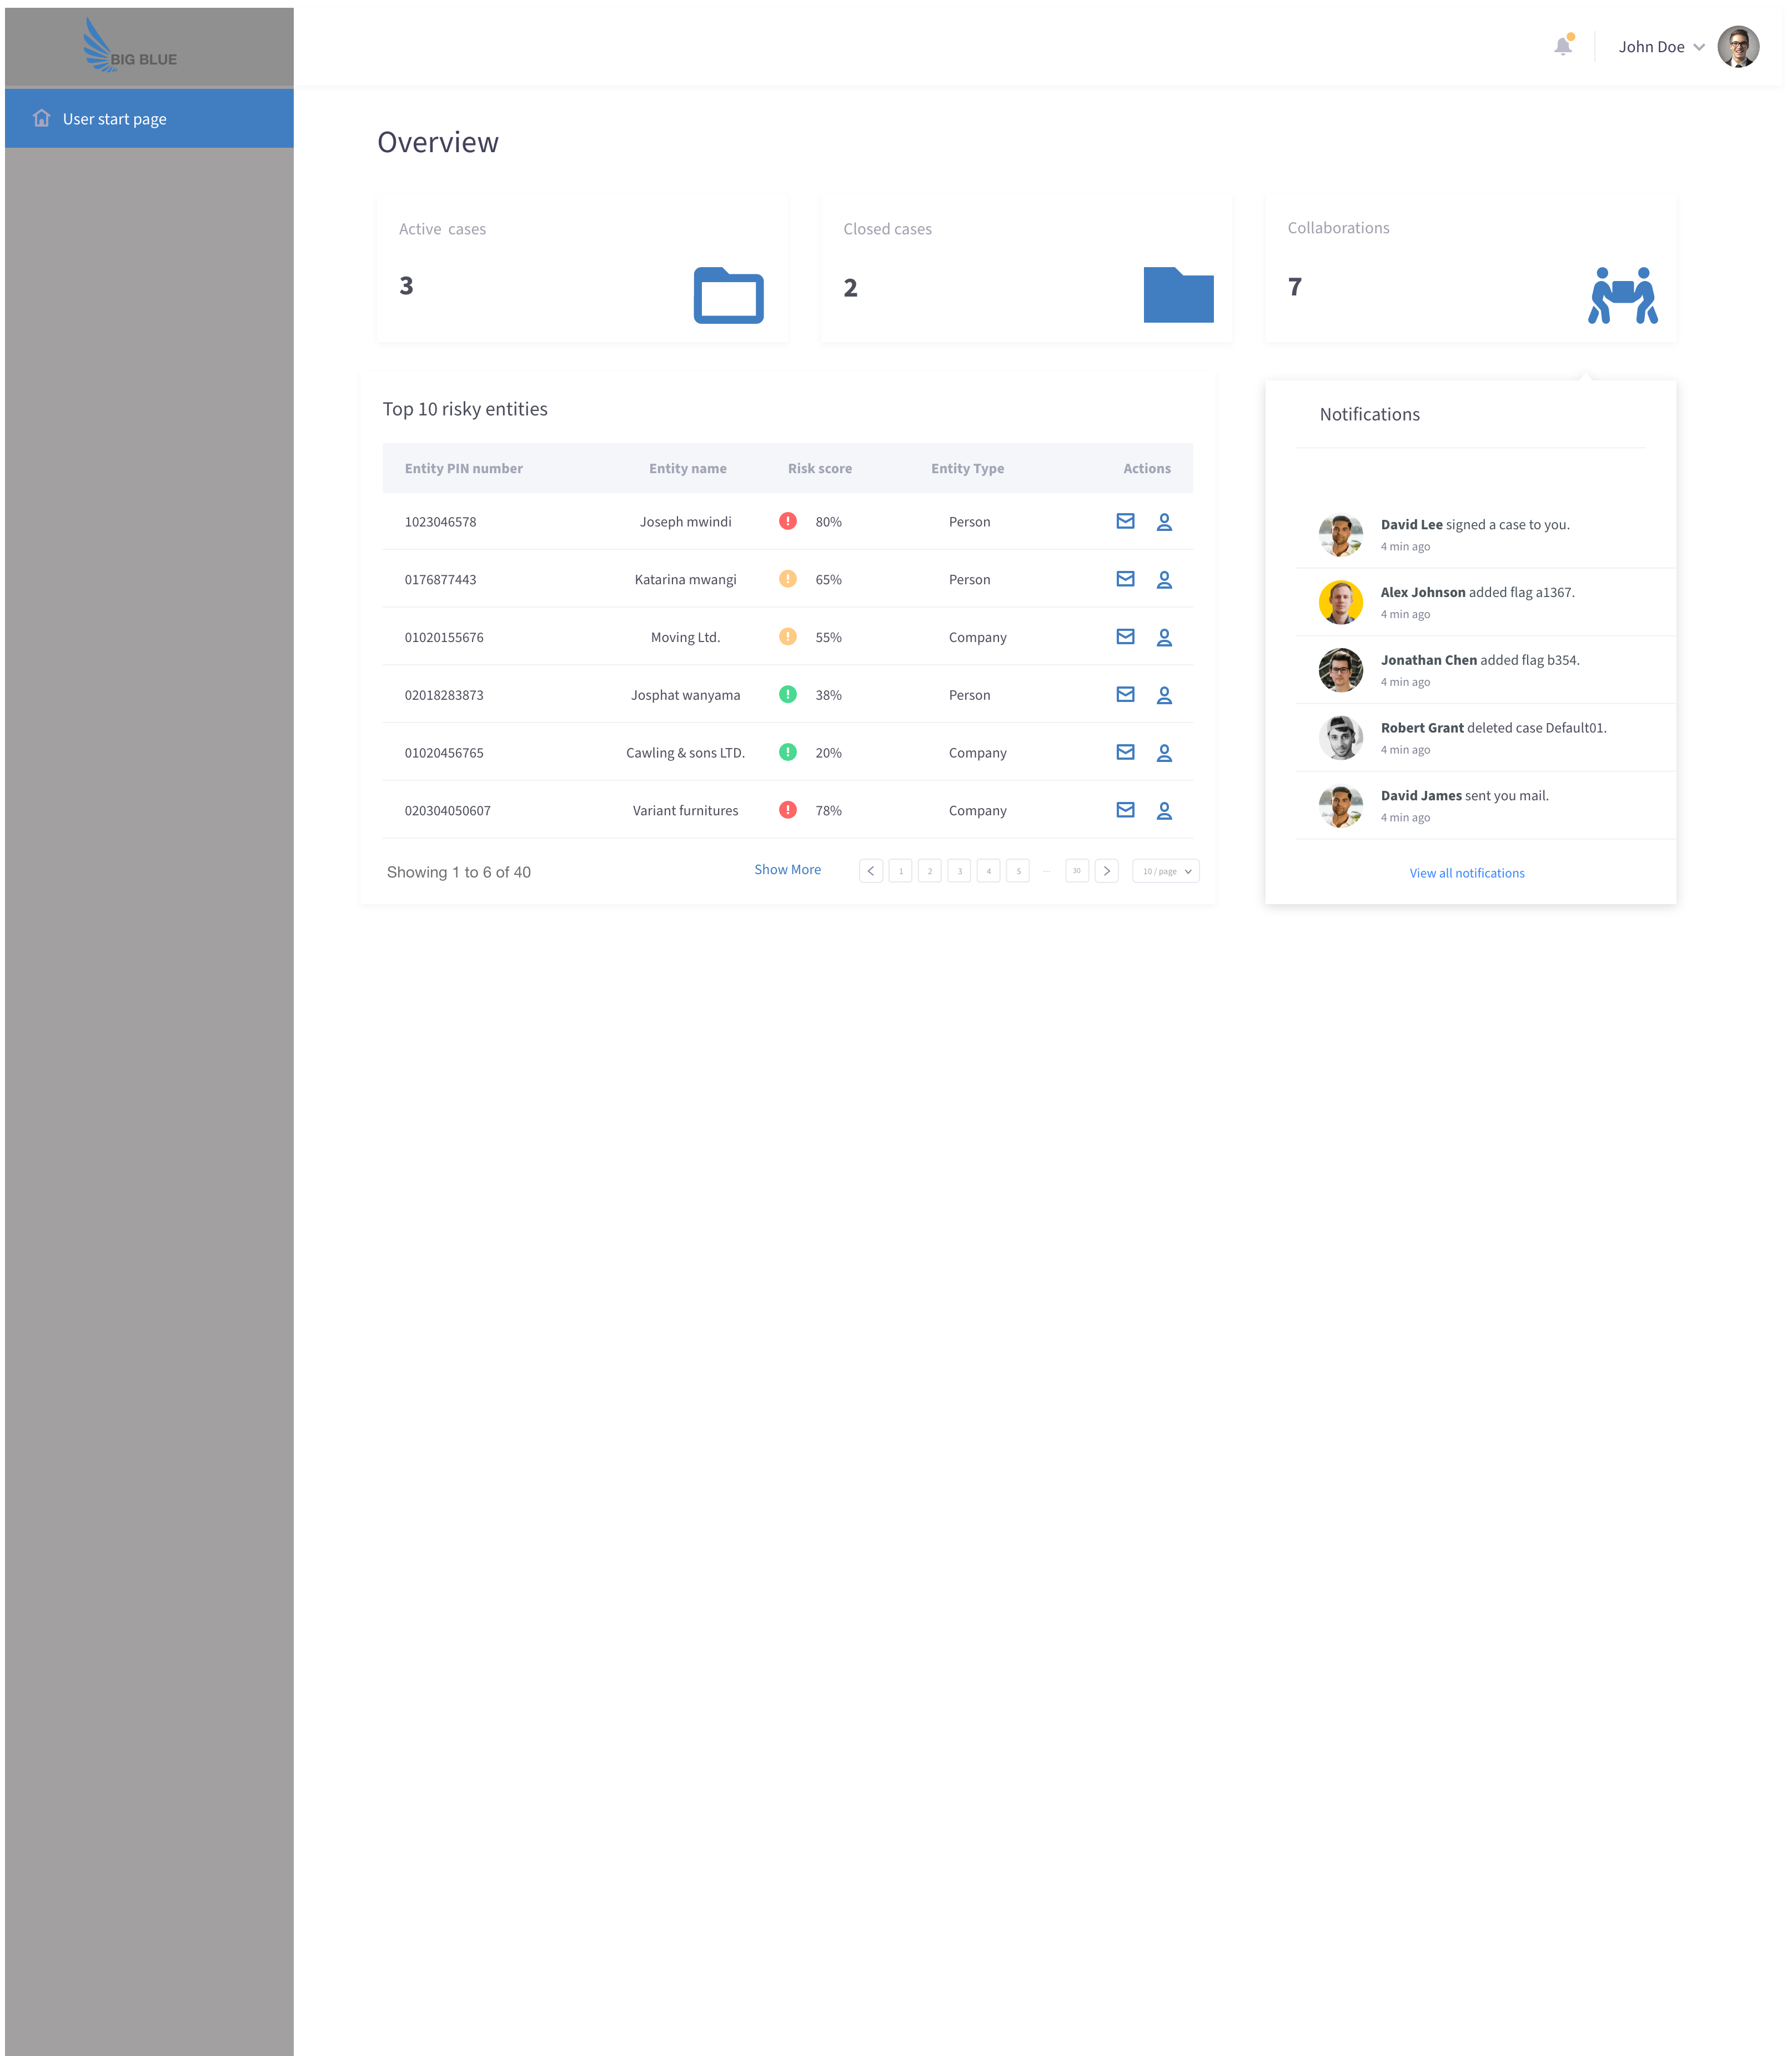 BIG BLUE
John Doe
User start page
Overview
Active cases
3
Closed cases
2
Collaborations
7
Top 10 risky entities
Entity PIN number Entity name Risk score Entity Type Actions
1023046578 Joseph mwindi 80% Person
0176877443 Katarina mwangi 65% Person
01020155676 Moving Ltd. 55% Company
02018283873 Josphat wanyama 38% Person
01020456765 Cawling & sons LTD. 20% Company
020304050607 Variant furnitures 78% Company
Showing 1 to 6 of 40 Show More 1 2 3 4 5 ... 30 10 / page
Notifications
David Lee signed a case to you.
4 min ago
Alex Johnson added flag a1367.
4 min ago
Jonathan Chen added flag b354.
4 min ago
Robert Grant deleted case Default01.
4 min ago
David James sent you mail.
4 min ago
View all notifications